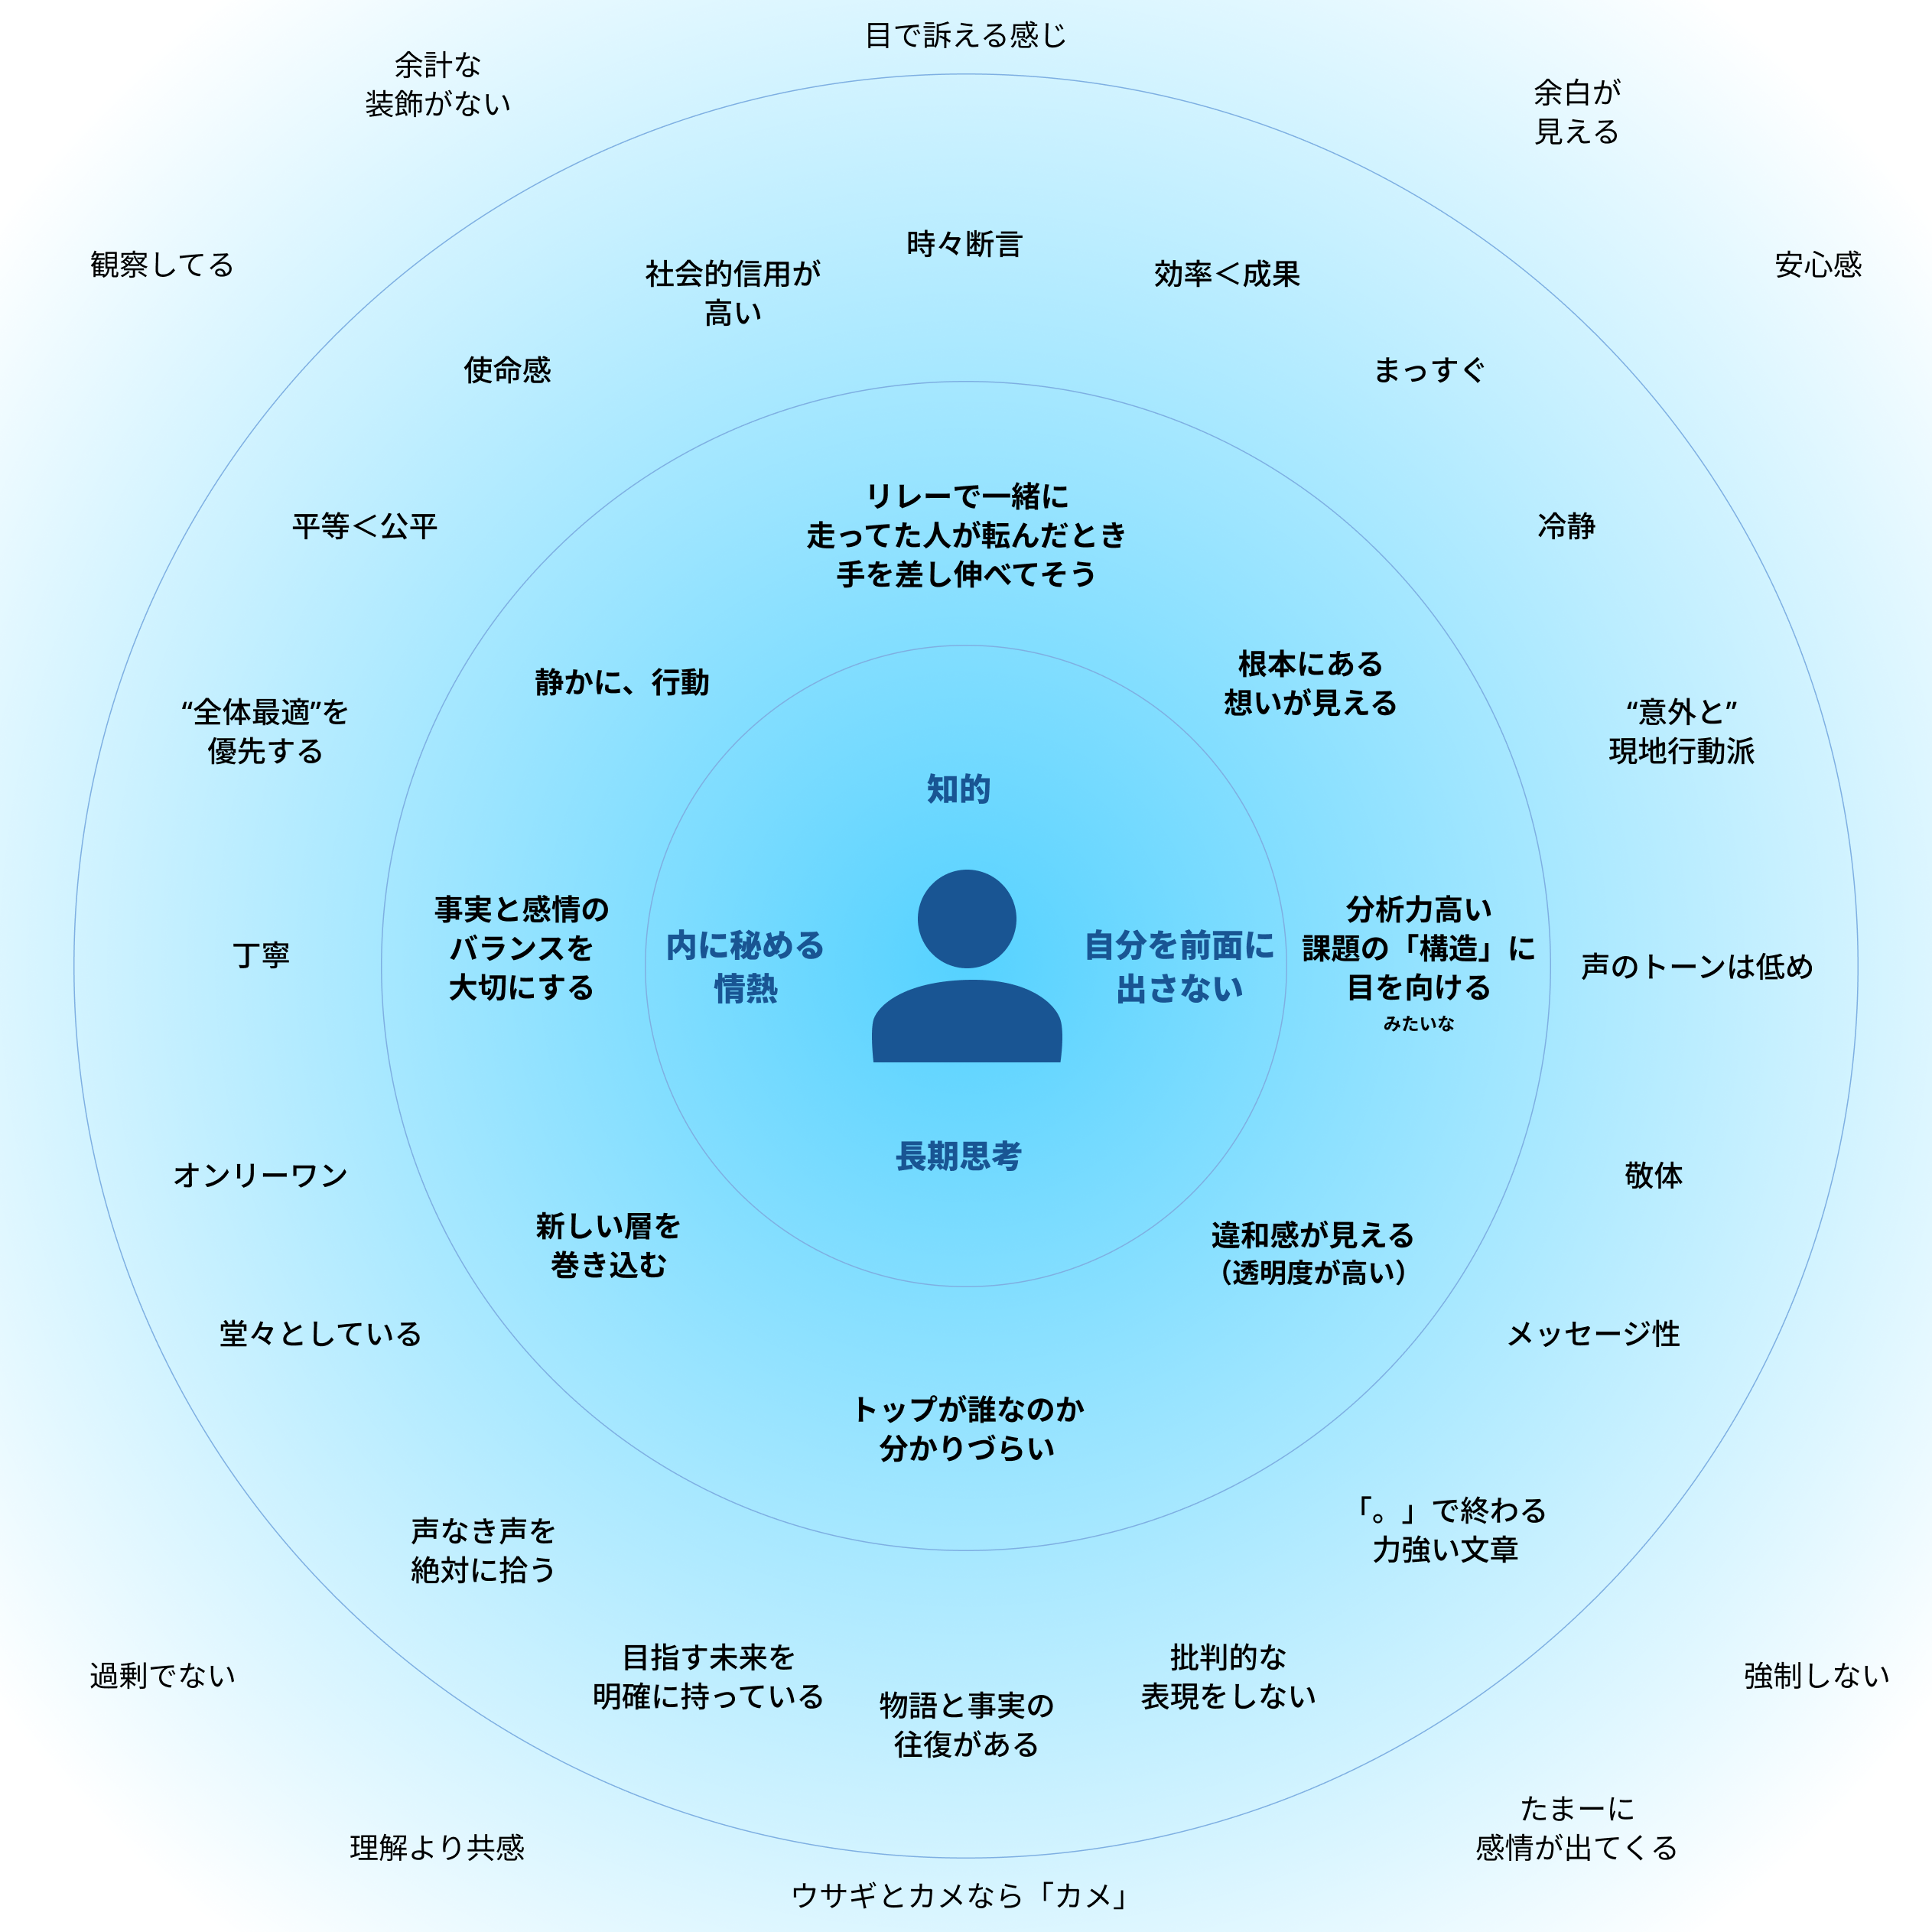 目で訴える感じ
余計な
装飾がない
余白が
見える
観察してる
安心感
時々断言
社会的信用が
高い
効率＜成果
使命感
まっすぐ
平等＜公平
冷静
リレーで一緒に
走ってた人が転んだとき
手を差し伸べてそう
静かに、行動
根本にある
想いが見える
“全体最適”を
優先する
“意外と”
現地行動派
知的
事実と感情の
バランスを
大切にする
内に秘める
情熱
自分を前面に
出さない
分析力高い
課題の「構造」に
目を向ける
みたいな
丁寧
声のトーンは低め
長期思考
オンリーワン
敬体
新しい層を
巻き込む
違和感が見える
（透明度が高い）
堂々としている
メッセージ性
トップが誰なのか
分かりづらい
声なき声を
絶対に拾う
「。」で終わる
力強い文章
目指す未来を
明確に持っている
批判的な
表現をしない
物語と事実の
往復がある
過剰でない
強制しない
理解より共感
たまーに
感情が出てくる
ウサギとカメなら「カメ」